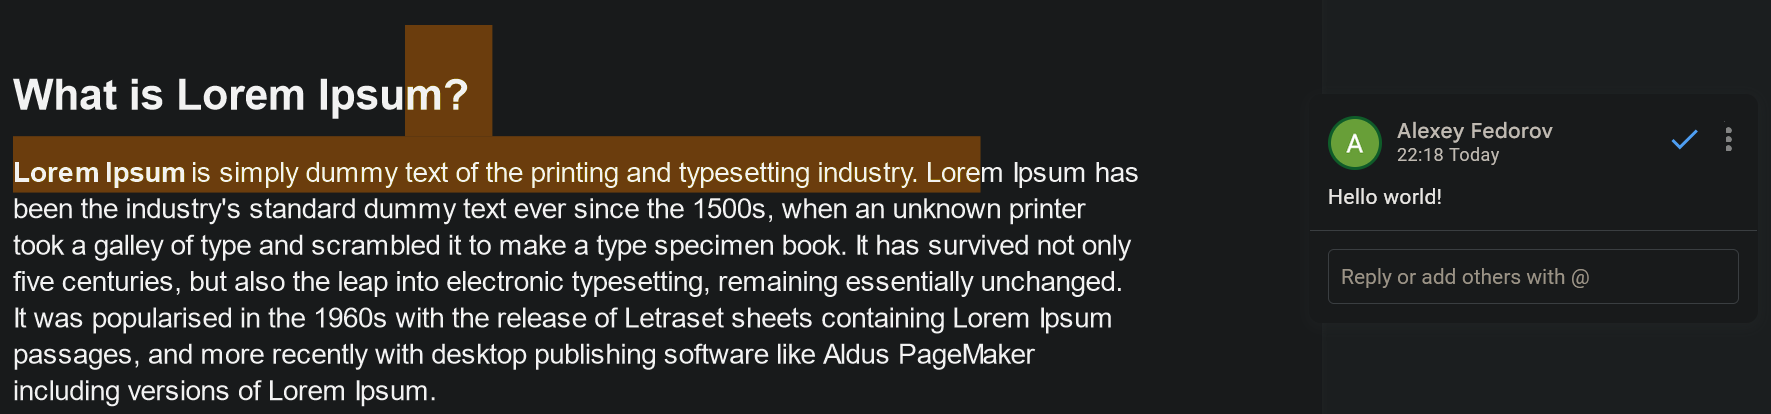 What is Lorem Ipsum?
Lorem Ipsum is simply dummy text of the printing and typesetting industry. Lorem Ipsum has
been the industry's standard dummy text ever since the 1500s, when an unknown printer
took a galley of type and scrambled it to make a type specimen book. It has survived not only
five centuries, but also the leap into electronic typesetting, remaining essentially unchanged.
It was popularised in the 1960s with the release of Letraset sheets containing Lorem Ipsum
passages, and more recently with desktop publishing software like Aldus PageMaker
including versions of Lorem Ipsum.
A
Alexey Fedorov
22:18 Today
Hello world!
Reply or add others with @